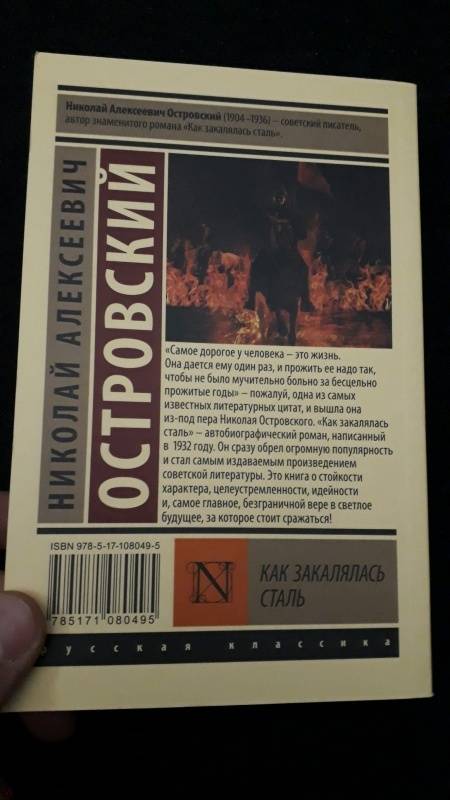 Николай Алексеевич Островский (1904–1936) – советский писатель,
автор знаменитого романа «Как закалялась сталь».
НИКОЛАЙ АЛЕКСЕЕВИЧ
ОСТРОВСКИЙ
«Самое дорогое у человека – это жизнь.
Она дается ему один раз, и прожить ее надо так,
чтобы не было мучительно больно за бесцельно
прожитые годы» – пожалуй, одна из самых
известных литературных цитат, и вышла она
из-под пера Николая Островского. «Как закалялась
сталь» – автобиографический роман, написанный
в 1932 году. Он сразу обрел огромную популярность
и стал самым издаваемым произведением
советской литературы. Это книга о стойкости
характера, целеустремленности, идейности
и, самое главное, безграничной вере в светлое
будущее, за которое стоит сражаться!
ISBN 978-5-17-108049-5
785171 080495
N
КАК ЗАКАЛЯЛАСЬ
СТАЛЬ
русская классика